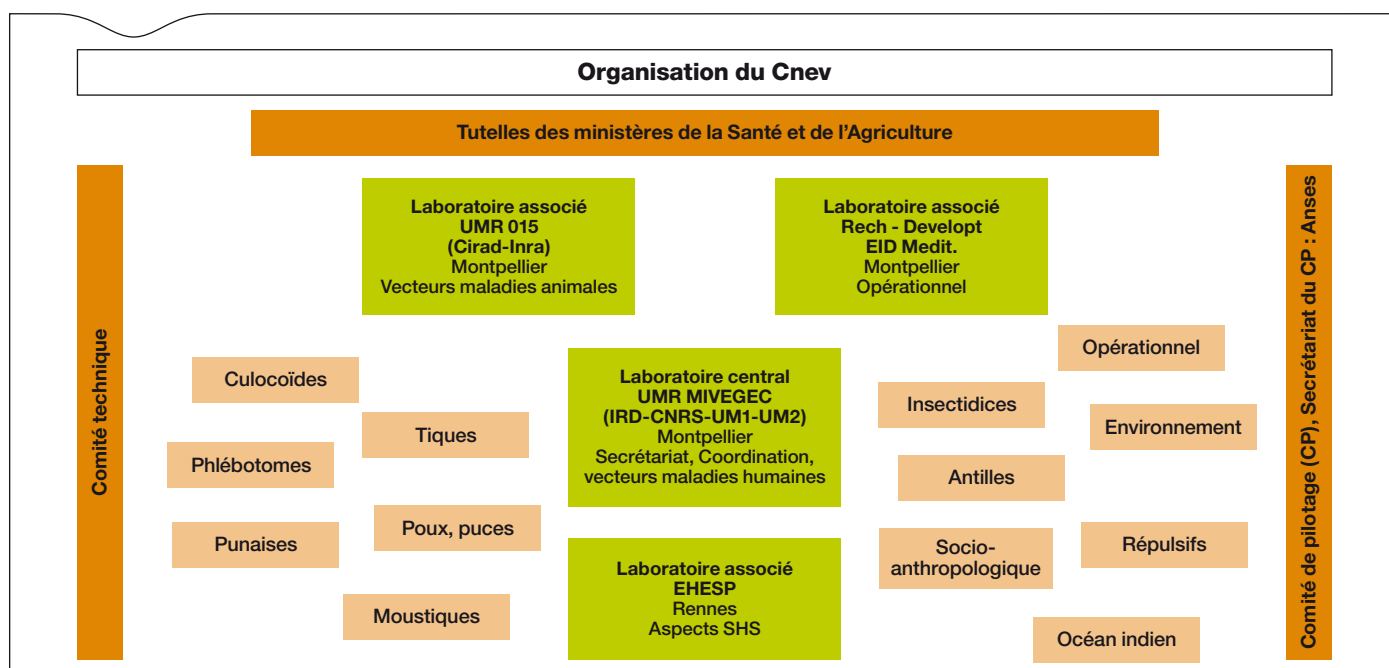 Organisation du Cnev
Tutelles des ministères de la Santé et de l'Agriculture
Comité technique
Laboratoire associé
UMR 015
(Cirad-Inra)
Montpellier
Vecteurs maladies animales
Laboratoire associé
Rech - Developt
EID Medit.
Montpellier
Opérationnel
Comité de pilotage (CP), Secrétariat du CP : Anses
Culocoïdes
Tiques
Phlébotomes
Poux, puces
Punaises
Moustiques
Laboratoire central
UMR MIVEGEC
(IRD-CNRS-UM1-UM2)
Montpellier
Secrétariat, Coordination,
vecteurs maladies humaines
Laboratoire associé
EHESP
Rennes
Aspects SHS
Opérationnel
Insectidices
Environnement
Antilles
Socio-
anthropologique
Répulsifs
Océan indien